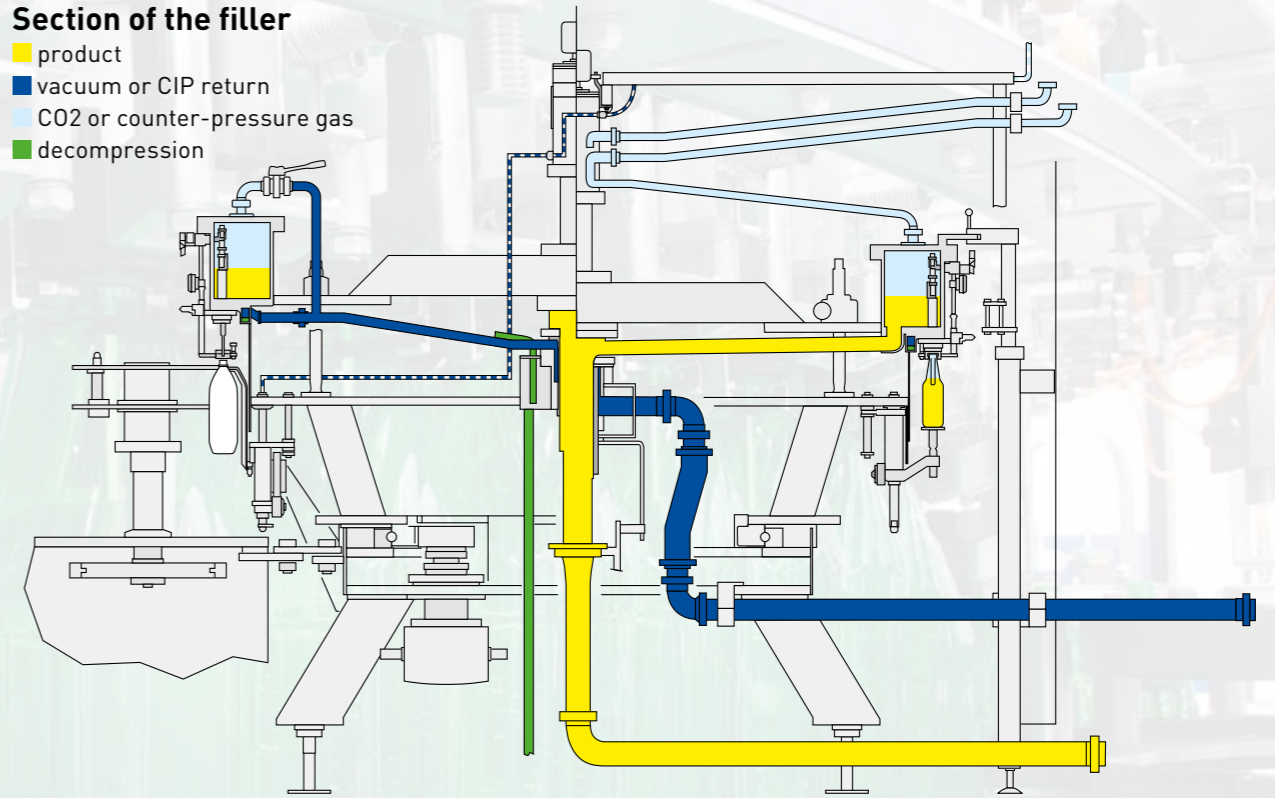 Section of the filler
product
vacuum or CIP return
CO2 or counter-pressure gas
decompression